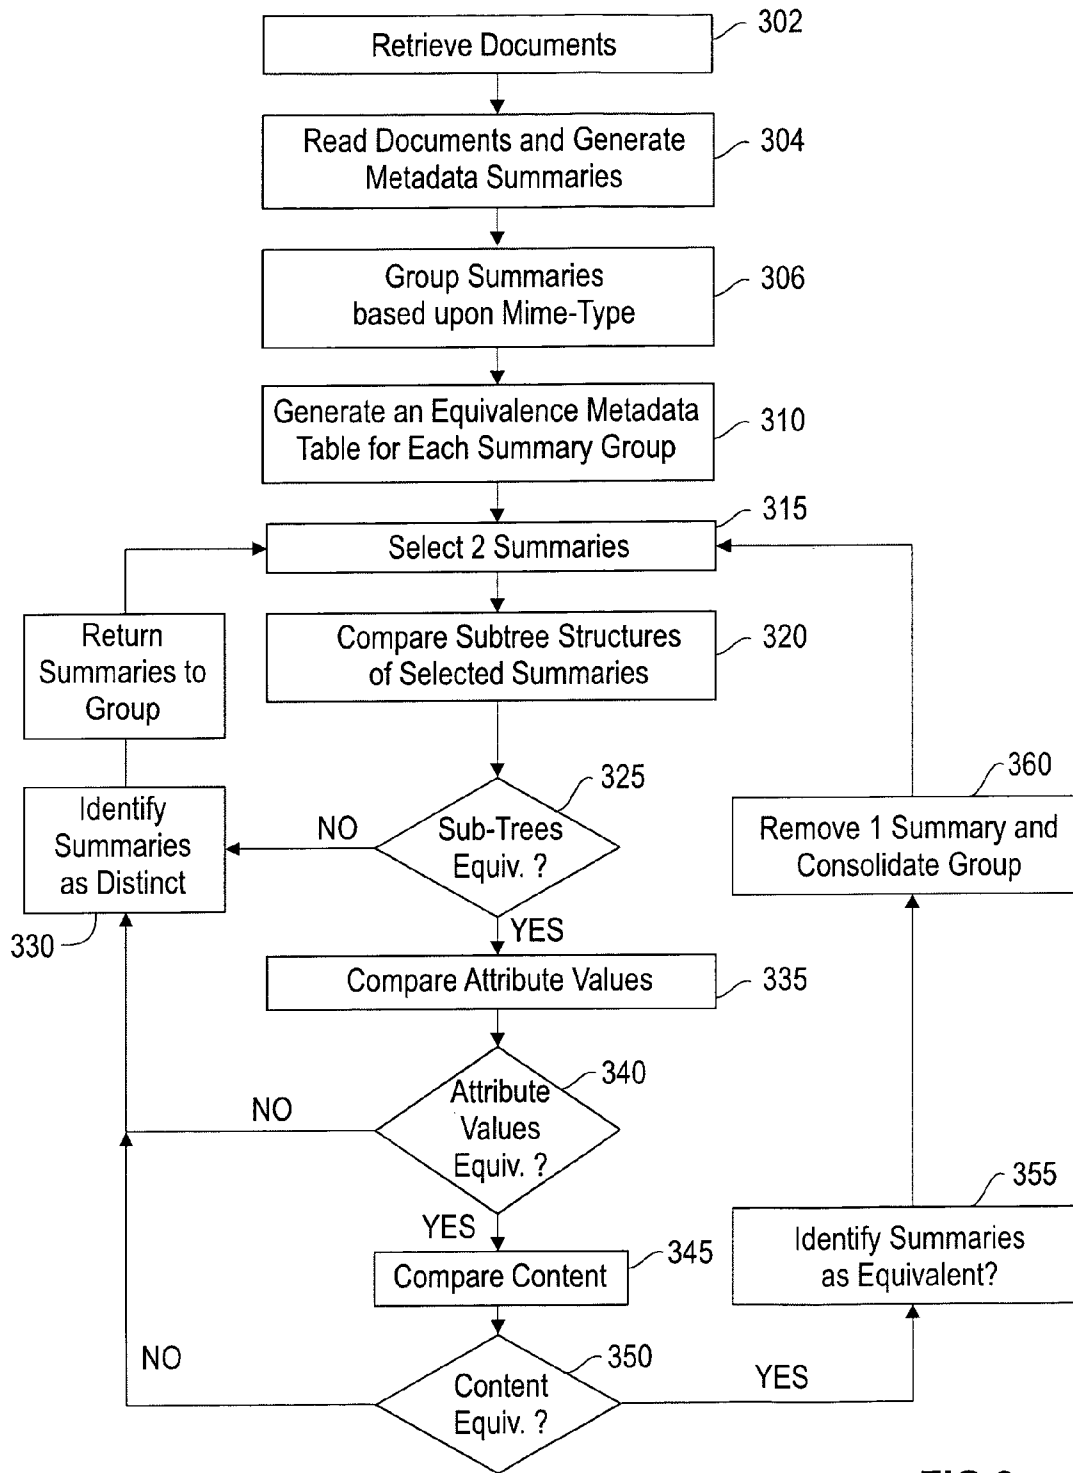 Retrieve Documents
302
Read Documents and Generate
Metadata Summaries
304
Group Summaries
based upon Mime-Type
306
Generate an Equivalence Metadata
Table for Each Summary Group
310
315
Select 2 Summaries
Return
Summaries to
Group
Compare Subtree Structures
of Selected Summaries
320
325
Sub-Trees
Equiv. ?
NO
Identify
Summaries
as Distinct
330
360
Remove 1 Summary and
Consolidate Group
YES
Compare Attribute Values
335
340
Attribute
Values
Equiv. ?
NO
YES
345
Compare Content
355
Identify Summaries
as Equivalent?
350
Content
Equiv. ?
NO
YES